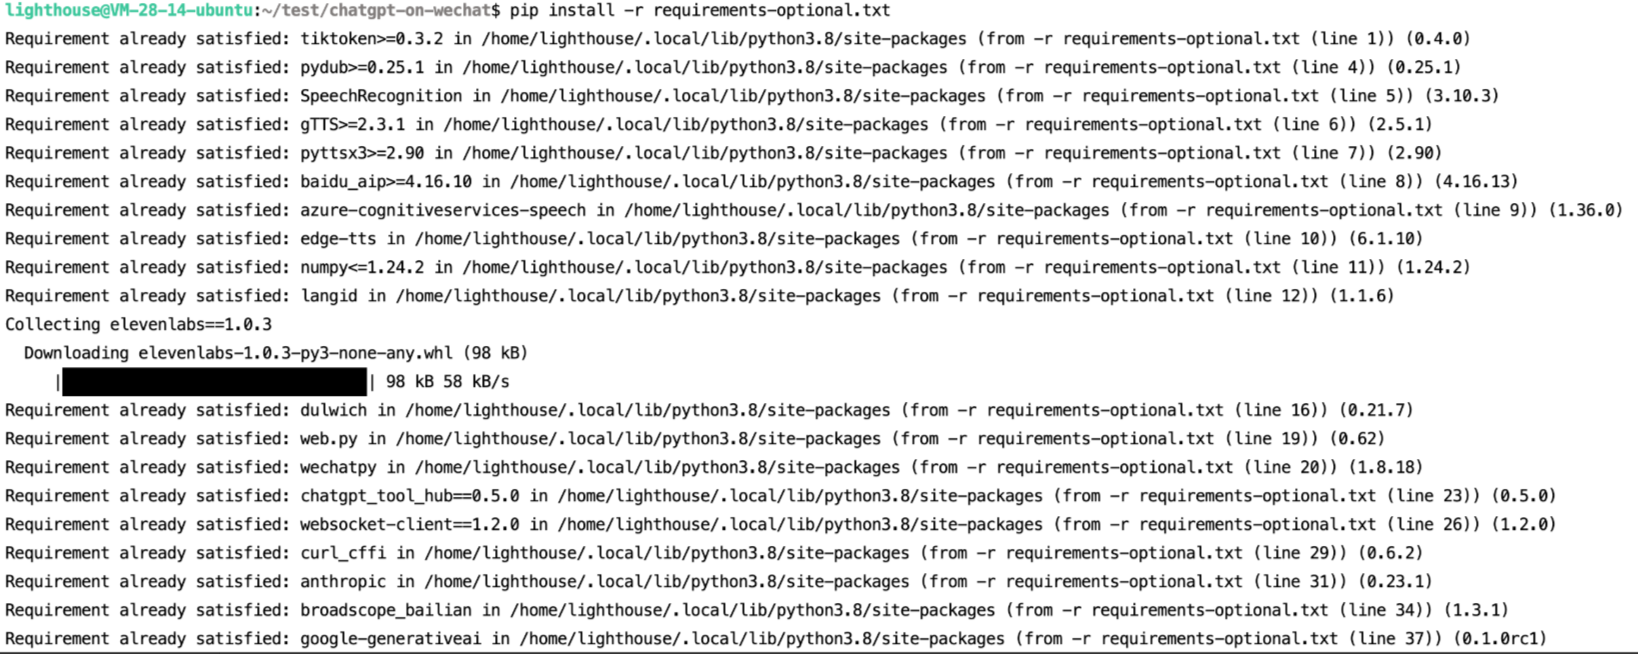 lighthouse@VM-28-14-ubuntu:~/test/chatgpt-on-wechat$ pip install -r requirements-optional.txt
Requirement already satisfied: tiktoken>=0.3.2 in /home/lighthouse/.local/lib/python3.8/site-packages (from -r requirements-optional.txt (line 1)) (0.4.0)
Requirement already satisfied: pydub>=0.25.1 in /home/lighthouse/.local/lib/python3.8/site-packages (from -r requirements-optional.txt (line 4)) (0.25.1)
Requirement already satisfied: SpeechRecognition in /home/lighthouse/.local/lib/python3.8/site-packages (from -r requirements-optional.txt (line 5)) (3.10.3)
Requirement already satisfied: gTTS>=2.3.1 in /home/lighthouse/.local/lib/python3.8/site-packages (from -r requirements-optional.txt (line 6)) (2.5.1)
Requirement already satisfied: pyttsx3>=2.90 in /home/lighthouse/.local/lib/python3.8/site-packages (from -r requirements-optional.txt (line 7)) (2.90)
Requirement already satisfied: baidu_aip>=4.16.10 in /home/lighthouse/.local/lib/python3.8/site-packages (from -r requirements-optional.txt (line 8)) (4.16.13)
Requirement already satisfied: azure-cognitiveservices-speech in /home/lighthouse/.local/lib/python3.8/site-packages (from -r requirements-optional.txt (line 9)) (1.36.0)
Requirement already satisfied: edge-tts in /home/lighthouse/.local/lib/python3.8/site-packages (from -r requirements-optional.txt (line 10)) (6.1.10)
Requirement already satisfied: numpy<=1.24.2 in /home/lighthouse/.local/lib/python3.8/site-packages (from -r requirements-optional.txt (line 11)) (1.24.2)
Requirement already satisfied: langid in /home/lighthouse/.local/lib/python3.8/site-packages (from -r requirements-optional.txt (line 12)) (1.1.6)
Collecting elevenlabs==1.0.3
  Downloading elevenlabs-1.0.3-py3-none-any.whl (98 kB)
     |████████████████████████████████| 98 kB 58 kB/s
Requirement already satisfied: dulwich in /home/lighthouse/.local/lib/python3.8/site-packages (from -r requirements-optional.txt (line 16)) (0.21.7)
Requirement already satisfied: web.py in /home/lighthouse/.local/lib/python3.8/site-packages (from -r requirements-optional.txt (line 19)) (0.62)
Requirement already satisfied: wechatpy in /home/lighthouse/.local/lib/python3.8/site-packages (from -r requirements-optional.txt (line 20)) (1.8.18)
Requirement already satisfied: chatgpt_tool_hub==0.5.0 in /home/lighthouse/.local/lib/python3.8/site-packages (from -r requirements-optional.txt (line 23)) (0.5.0)
Requirement already satisfied: websocket-client==1.2.0 in /home/lighthouse/.local/lib/python3.8/site-packages (from -r requirements-optional.txt (line 26)) (1.2.0)
Requirement already satisfied: curl_cffi in /home/lighthouse/.local/lib/python3.8/site-packages (from -r requirements-optional.txt (line 29)) (0.6.2)
Requirement already satisfied: anthropic in /home/lighthouse/.local/lib/python3.8/site-packages (from -r requirements-optional.txt (line 31)) (0.23.1)
Requirement already satisfied: broadscope_bailian in /home/lighthouse/.local/lib/python3.8/site-packages (from -r requirements-optional.txt (line 34)) (1.3.1)
Requirement already satisfied: google-generativeai in /home/lighthouse/.local/lib/python3.8/site-packages (from -r requirements-optional.txt (line 37)) (0.1.0rc1)